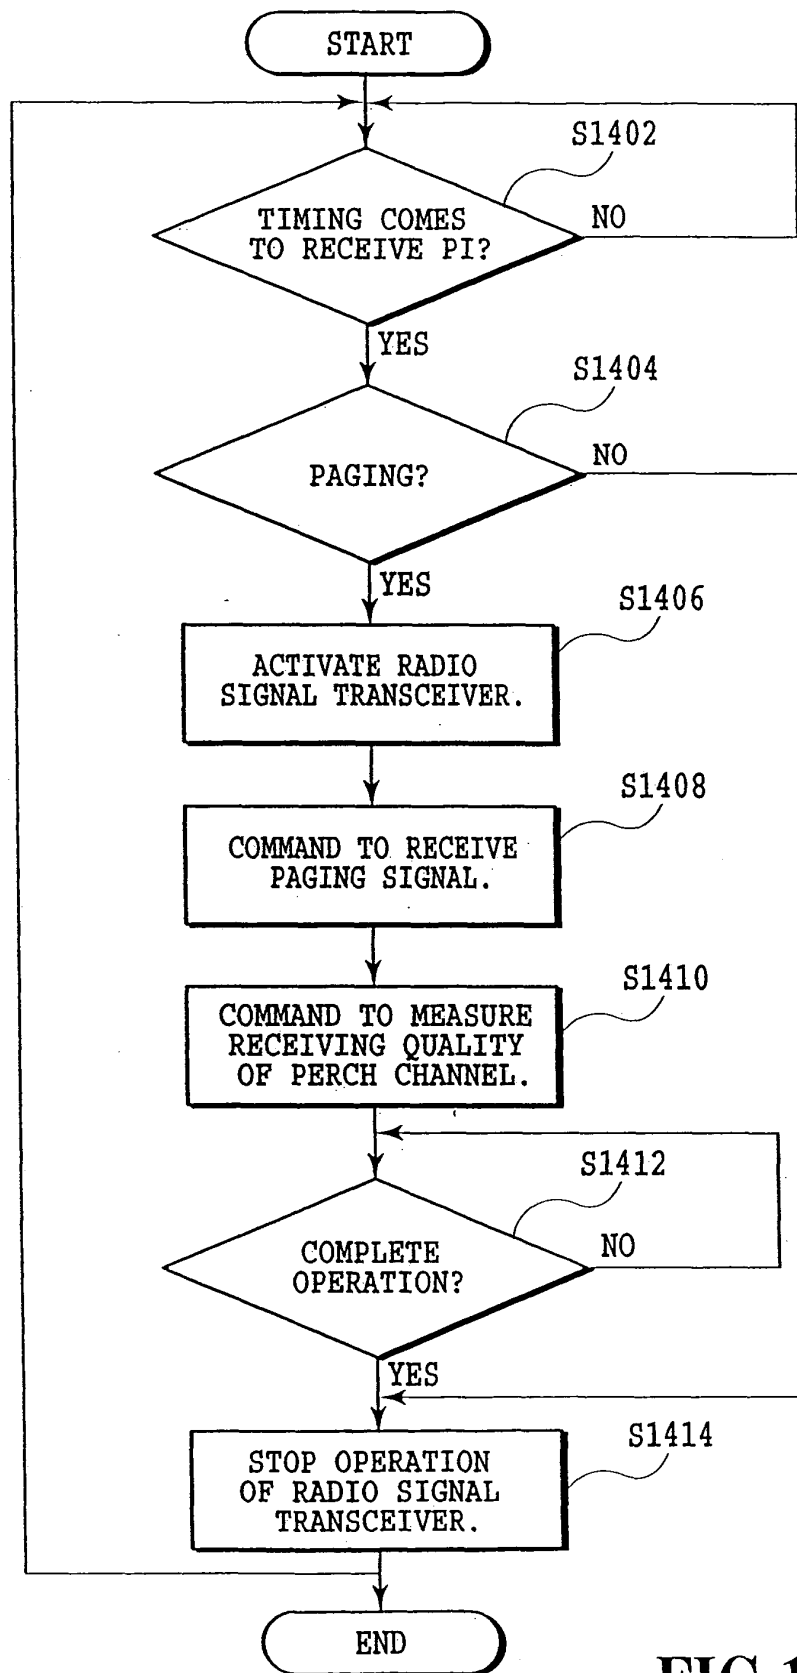 START
S1402
TIMING COMES
TO RECEIVE PI?
NO
YES
S1404
PAGING?
NO
YES
S1406
ACTIVATE RADIO
SIGNAL TRANSCEIVER.
S1408
COMMAND TO RECEIVE
PAGING SIGNAL.
S1410
COMMAND TO MEASURE
RECEIVING QUALITY
OF PERCH CHANNEL.
S1412
COMPLETE
OPERATION?
NO
YES
S1414
STOP OPERATION
OF RADIO SIGNAL
TRANSCEIVER.
END